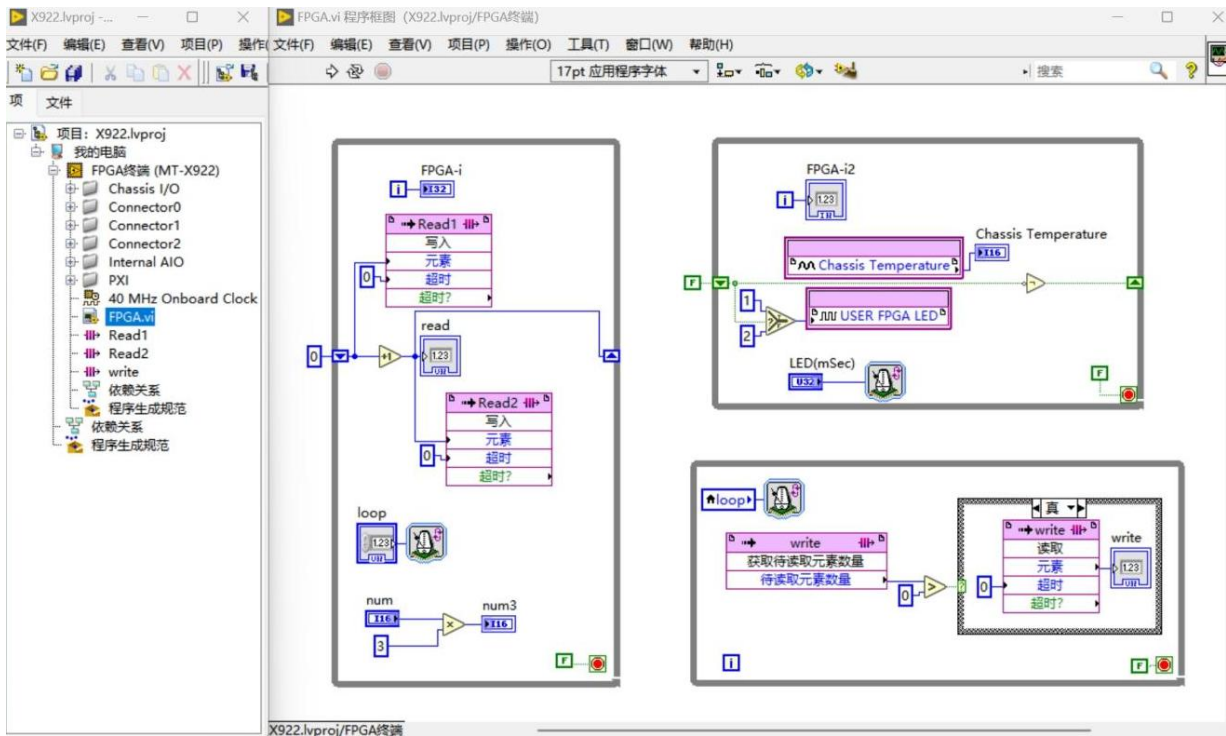 X922.lvproj -...
文件(F) 编辑(E) 查看(V) 项目(P) 操作(
项 文件
项目：X922.lvproj
我的电脑
FPGA终端 (MT-X922)
Chassis I/O
Connector0
Connector1
Connector2
Internal AIO
PXI
40 MHz Onboard Clock
FPGA.vi
Read1
Read2
write
依赖关系
程序生成规范
依赖关系
程序生成规范
FPGA.vi 程序框图 (X922.lvproj/FPGA终端)
文件(F) 编辑(E) 查看(V) 项目(P) 操作(O) 工具(T) 窗口(W) 帮助(H)
17pt 应用程序字体
搜索
FPGA-i
i I32
Read1
写入
元素
0 超时
超时?
read
0 +1 1.23
Read2
写入
元素
0 超时
超时?
loop
1.23
num
I16
num3
I16
3 x
F
FPGA-i2
i 1.23
Chassis Temperature
I16
Chassis Temperature
F
1
2
USER FPGA LED
LED(mSec)
U32
F
loop
write
获取待读取元素数量
待读取元素数量
0 >
真
write
读取
元素
0 超时
超时?
write
1.23
?
i
F
X922.lvproj/FPGA终端